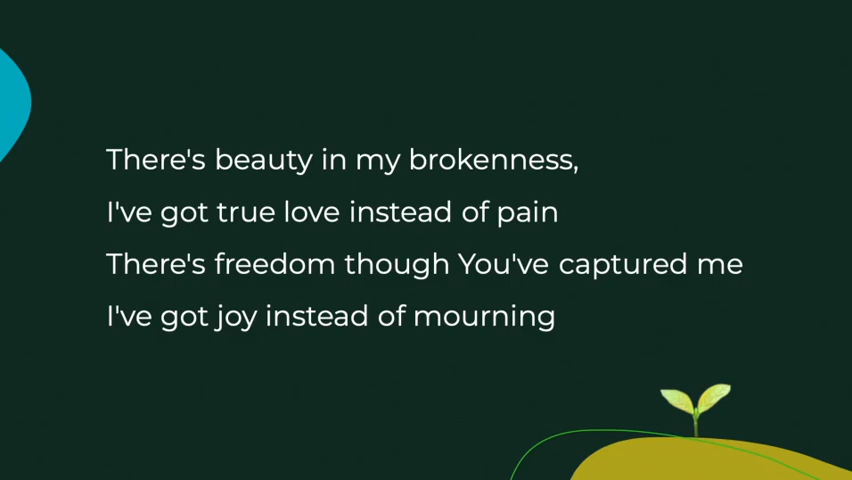 There's beauty in my brokenness,
I've got true love instead of pain
There's freedom though You've captured me
I've got joy instead of mourning